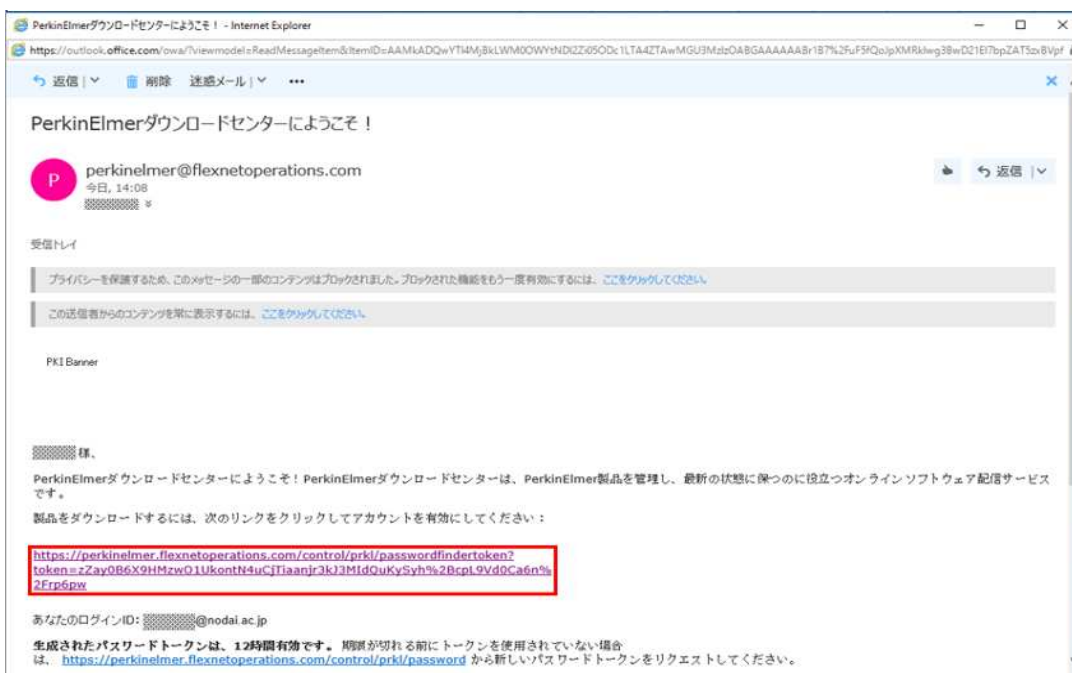 PerkinElmerダウンロードセンターにようこそ！ - Internet Explorer
https://outlook.office.com/owa/?viewmodel=ReadMessageItem&ItemID=
返信 | 削除 迷惑メール | •••
PerkinElmerダウンロードセンターにようこそ！
P
perkinelmer@flexnetoperations.com
今日, 14:08
返信 |
受信トレイ
プライバシーを保護するため、このメッセージの一部のコンテンツはブロックされました。ブロックされた機能をもう一度有効にするには、ここをクリックしてください。
この送信者からのコンテンツを常に表示するには、ここをクリックしてください。
PKI Banner
様、
PerkinElmerダウンロードセンターにようこそ！PerkinElmerダウンロードセンターは、PerkinElmer製品を管理し、最新の状態に保つのに役立つオンラインソフトウェア配信サービス
です。
製品をダウンロードするには、次のリンクをクリックしてアカウントを有効にしてください：
https://perkinelmer.flexnetoperations.com/control/prkl/passwordfindertoken?
token=zZay0B6X9HMzwO1UkontN4uCjTiaanjr3kJ3MIdQuKySyh%2BcpL9Vd0Ca6n%
2Frp6pw
あなたのログインID: @nodai.ac.jp
生成されたパスワードトークンは、12時間有効です。 期限が切れる前にトークンを使用されていない場合
は、 https://perkinelmer.flexnetoperations.com/control/prkl/password から新しいパスワードトークンをリクエストしてください。